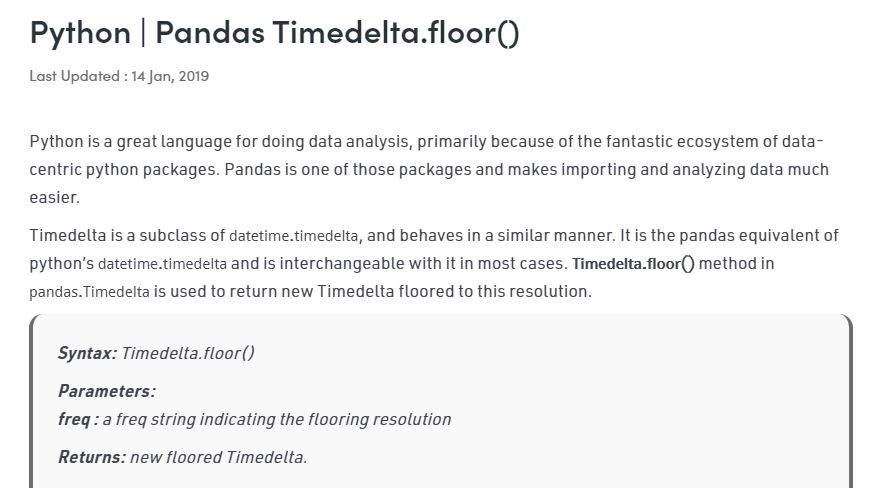 Python | Pandas Timedelta.floor()
Last Updated : 14 Jan, 2019
Python is a great language for doing data analysis, primarily because of the fantastic ecosystem of data-
centric python packages. Pandas is one of those packages and makes importing and analyzing data much
easier.
Timedelta is a subclass of datetime.timedelta, and behaves in a similar manner. It is the pandas equivalent of
python's datetime.timedelta and is interchangeable with it in most cases. Timedelta.floor() method in
pandas.Timedelta is used to return new Timedelta floored to this resolution.
Syntax: Timedelta.floor()
Parameters:
freq : a freq string indicating the flooring resolution
Returns: new floored Timedelta.